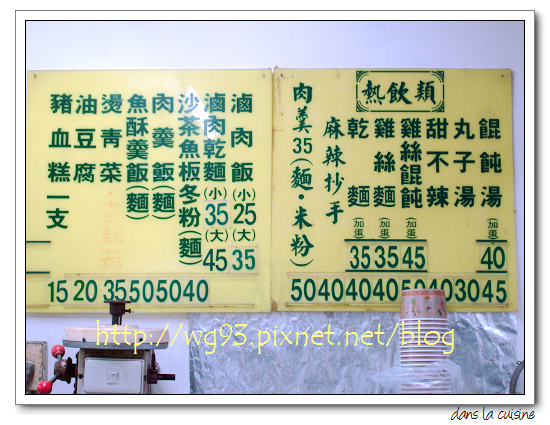 熱飲類
餛飩湯(加蛋)40 45
丸子湯 30
甜不辣 40
雞絲餛飩(加蛋)45 50
雞絲麵(加蛋)35 40
乾麵(加蛋)35 40
麻辣抄手 40
肉羹35(麵·米粉)50
滷肉飯(小)25(大)35
滷肉乾麵(小)35(大)45
沙茶魚板冬粉(麵)40
肉羹飯(麵)50
魚酥羹飯(麵)50
燙青菜 35
油豆腐 20
豬血糕一支 15
http://wg93.pixnet.net/blog
dans la cuisine